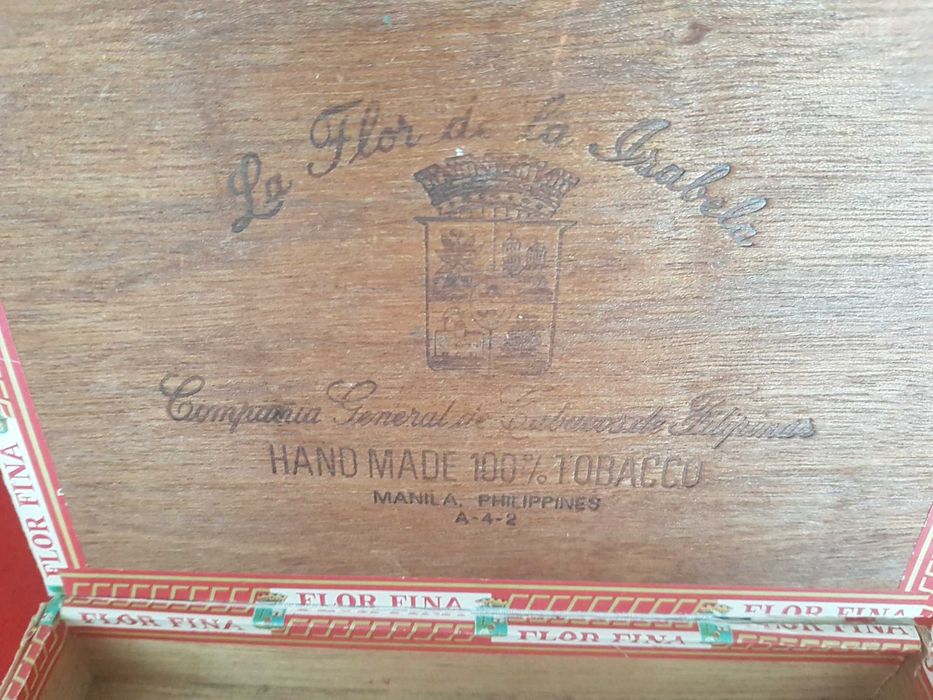 La Flor de la Isabela
Compañia General de Tabacos de Filipinas
HAND MADE 100% TOBACCO
MANILA, PHILIPPINES
A-4-2
FLOR FINA
FLOR FINA
FLOR FINA
FLOR FINA
FLOR FINA